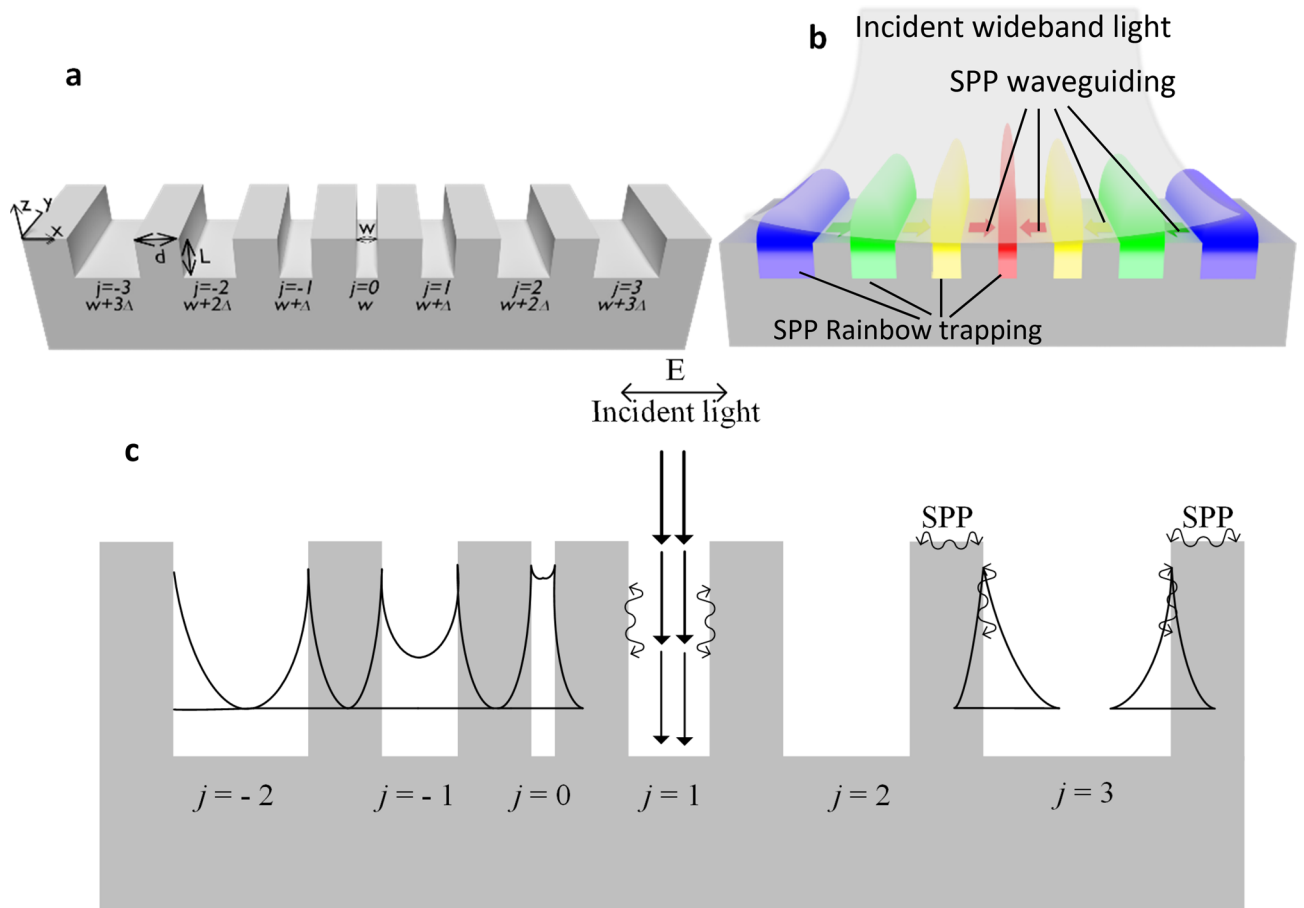 a
z
y
x
d
L
w
j=-3
w+3Δ
j=-2
w+2Δ
j=-1
w+Δ
j=0
w
j=1
w+Δ
j=2
w+2Δ
j=3
w+3Δ
b
Incident wideband light
SPP waveguiding
SPP Rainbow trapping
c
E
Incident light
SPP
SPP
j = - 2
j = - 1
j = 0
j = 1
j = 2
j = 3